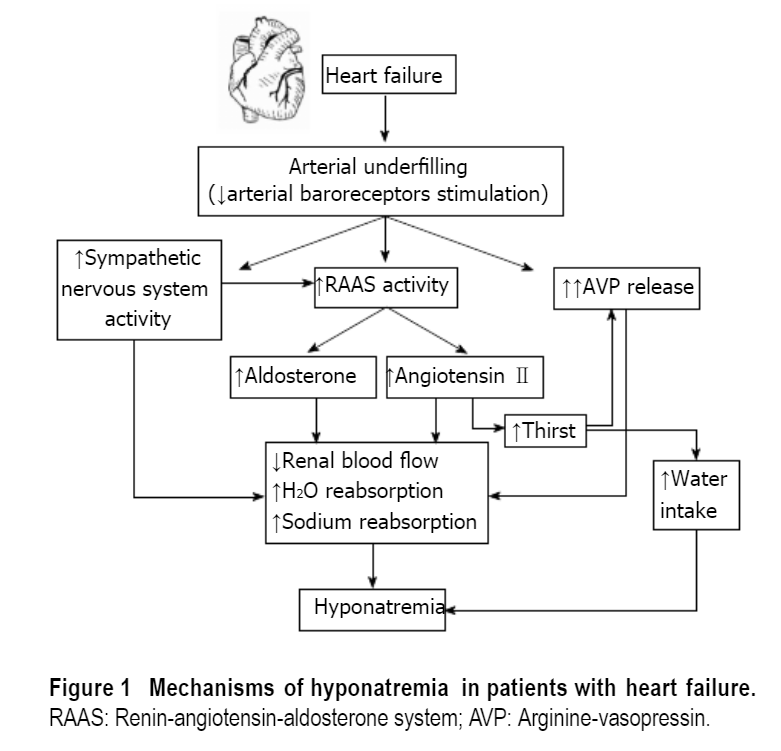 Heart failure
Arterial underfilling
(↓arterial baroreceptors stimulation)
↑Sympathetic
nervous system
activity
↑RAAS activity
↑↑AVP release
↑Aldosterone
↑Angiotensin Ⅱ
↑Thirst
↓Renal blood flow
↑H₂O reabsorption
↑Sodium reabsorption
↑Water
intake
Hyponatremia
Figure 1 Mechanisms of hyponatremia in patients with heart failure.
RAAS: Renin-angiotensin-aldosterone system; AVP: Arginine-vasopressin.